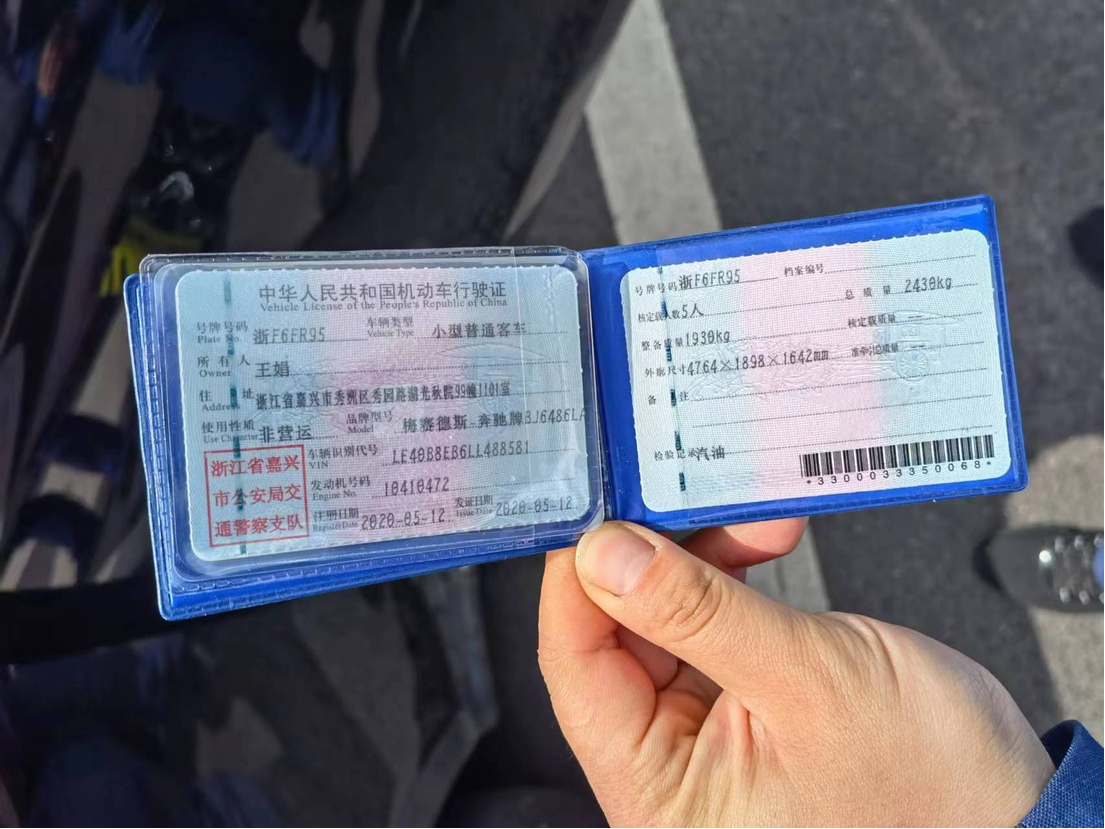 中华人民共和国机动车行驶证
Vehicle License of the People's Republic of China
号牌号码 Plate No. 浙F6FR95 车辆类型 Vehicle Type 小型普通客车
所有人 Owner 王娟
住址 Address 浙江省嘉兴市秀洲区秀园路湖光秋院99幢1101室
使用性质 Use Character 非营运 品牌型号 Model 梅赛德斯-奔驰牌BJ6486L
浙江省嘉兴
市公安局交
通警察支队
车辆识别代号 VIN LE40B8EB6LL488581
发动机号码 Engine No. 10410472
注册日期 Register Date 2020-05-12 发证日期 Issue Date 2020-05-12
号牌号码 浙F6FR95 档案编号
核定载人数 5人 总质量 2430kg
整备质量 1930kg 核定载质量 --
外廓尺寸 4764×1898×1642mm 准牵引总质量 --
备注
检验记录 汽油
*3300033350068*